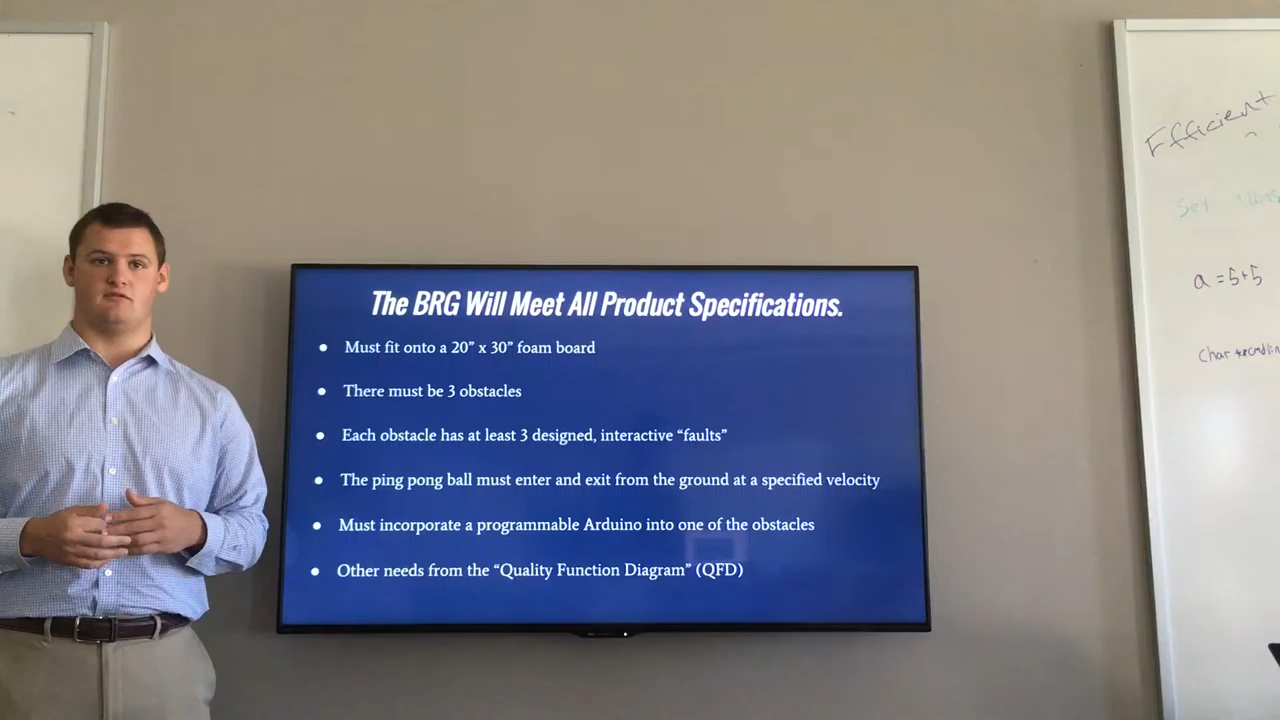 The BRG Will Meet All Product Specifications.
Must fit onto a 20” x 30” foam board
There must be 3 obstacles
Each obstacle has at least 3 designed, interactive “faults”
The ping pong ball must enter and exit from the ground at a specified velocity
Must incorporate a programmable Arduino into one of the obstacles
Other needs from the “Quality Function Diagram” (QFD)
Efficient
a = 5+5
Char